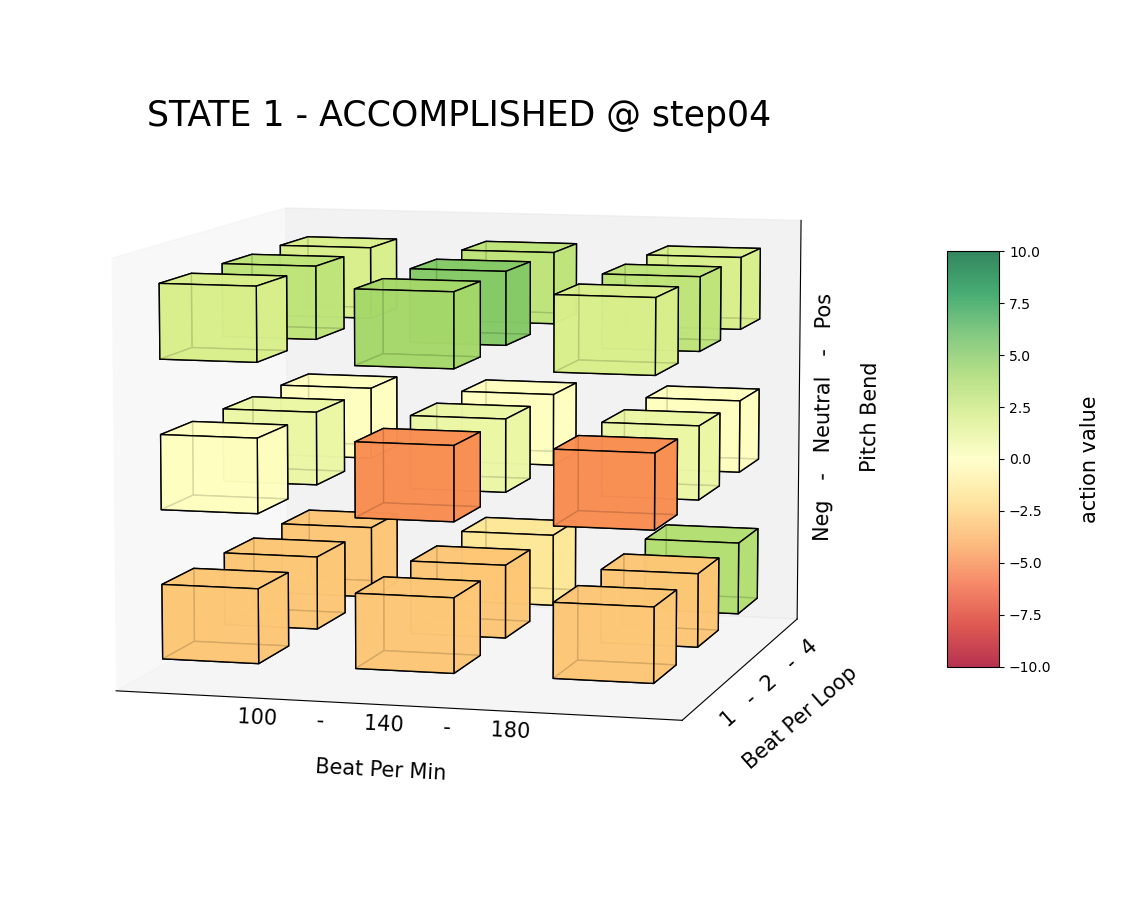 STATE 1 - ACCOMPLISHED @ step04
Neg - Neutral - Pos
Pitch Bend
100 - 140 - 180
Beat Per Min
1 - 2 - 4
Beat Per Loop
10.0
7.5
5.0
2.5
0.0
−2.5
−5.0
−7.5
−10.0
action value